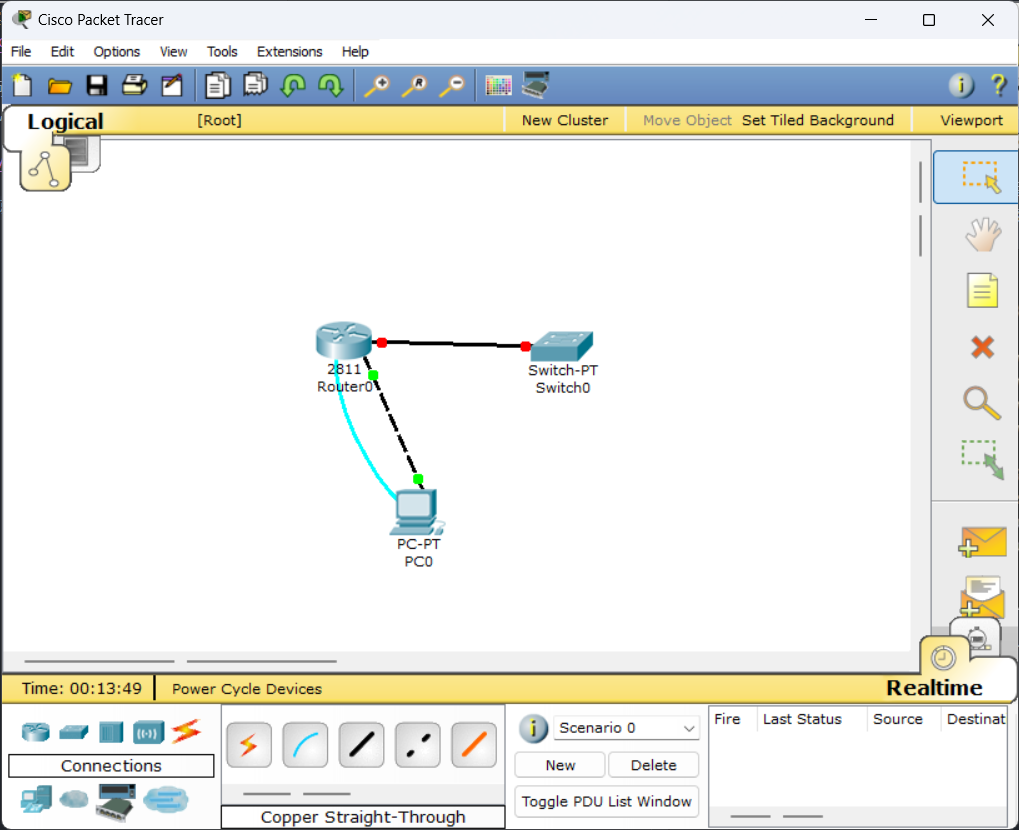 Cisco Packet Tracer
File Edit Options View Tools Extensions Help
Logical [Root] New Cluster Move Object Set Tiled Background Viewport
2811
Router0
Switch-PT
Switch0
PC-PT
PC0
Time: 00:13:49 Power Cycle Devices Realtime
Connections
Copper Straight-Through
Scenario 0
New Delete
Toggle PDU List Window
Fire Last Status Source Destinat